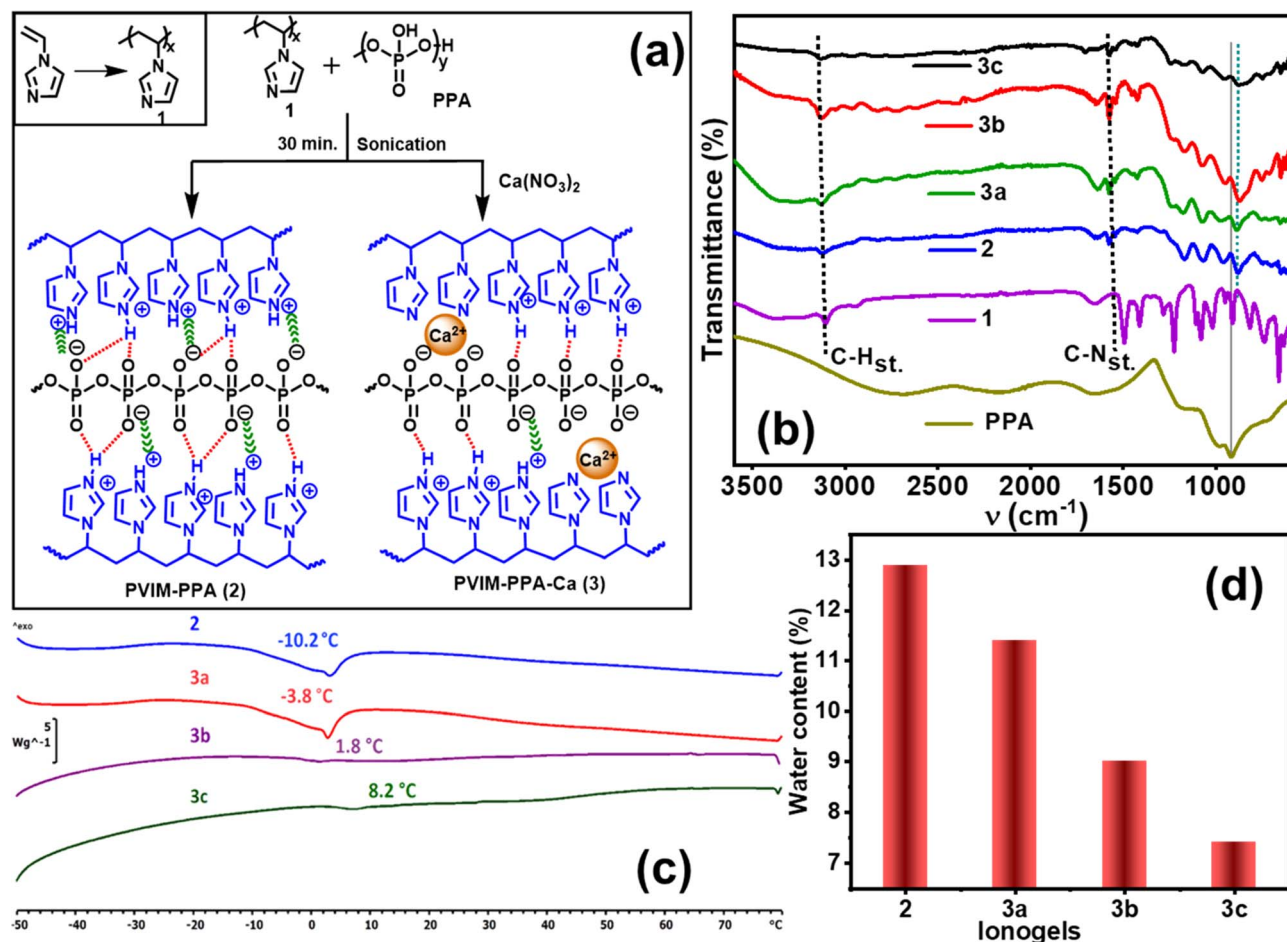 (a)
N
N
x
N
N
1
x
N
N
1
+
O
OH
P
O
O
H
y
PPA
30 min.
Sonication
Ca(NO₃)₂
PVIM-PPA (2)
Ca²⁺
Ca²⁺
PVIM-PPA-Ca (3)
(b)
Transmittance (%)
3c
3b
3a
2
1
PPA
C-Hst.
C-Nst.
3500
3000
2500
2000
1500
1000
ν (cm⁻¹)
(c)
^exo
2
-10.2 °C
3a
-3.8 °C
5
Wg^-1
3b
1.8 °C
3c
8.2 °C
-50
-40
-30
-20
-10
0
10
20
30
40
50
60
70
°C
(d)
Water content (%)
13
12
11
10
9
8
7
2
3a
3b
3c
Ionogels